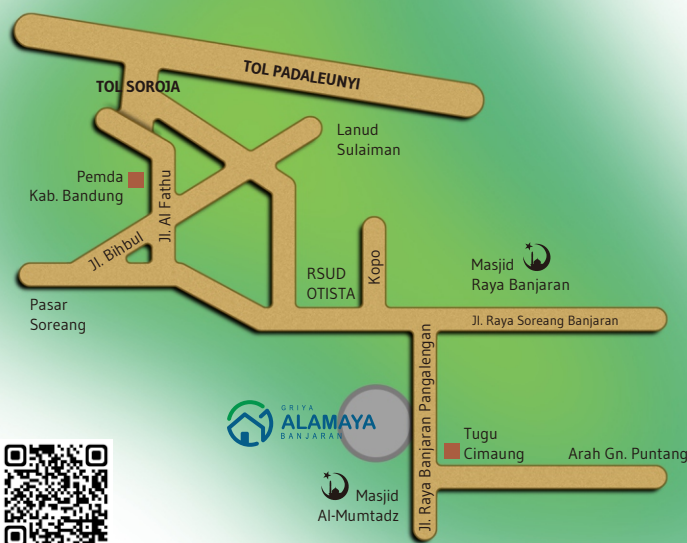 TOL PADALEUNYI
TOL SOROJA
Lanud
Sulaiman
Pemda
Kab. Bandung
Jl. Al Fathu
Jl. Bihbul
Pasar
Soreang
RSUD
OTISTA
Kopo
Masjid
Raya Banjaran
Jl. Raya Soreang Banjaran
Jl. Raya Banjaran Pangalengan
GRIYA
ALAMAYA
BANJARAN
Tugu
Cimaung
Arah Gn. Puntang
Masjid
Al-Mumtadz